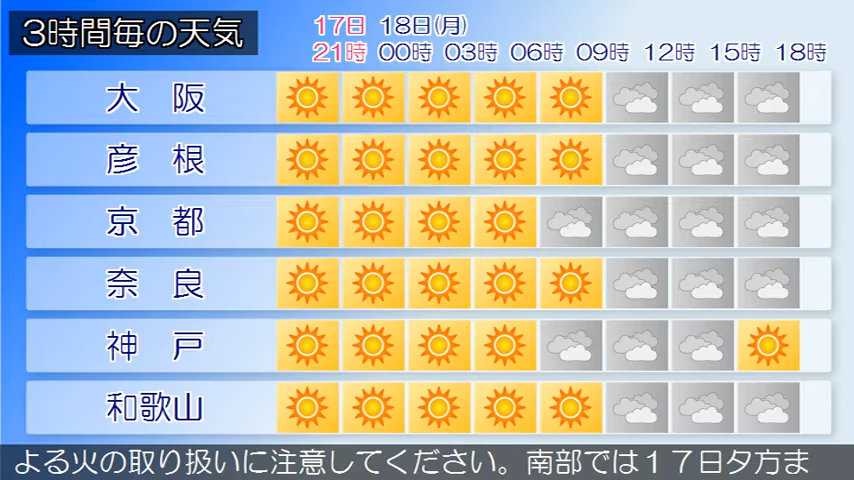 3時間毎の天気
17日 18日(月)
21時 00時 03時 06時 09時 12時 15時 18時
大阪
彦根
京都
奈良
神戸
和歌山
よる火の取り扱いに注意してください。南部では１７日夕方ま